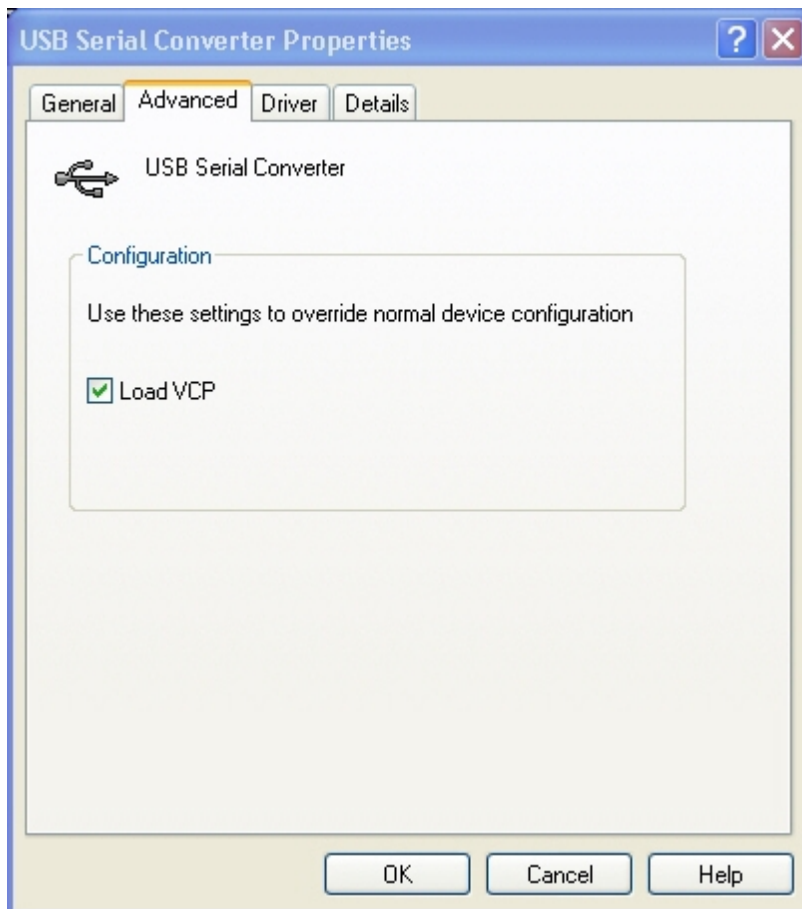 USB Serial Converter Properties
General Advanced Driver Details
USB Serial Converter
Configuration
Use these settings to override normal device configuration
Load VCP
OK Cancel Help